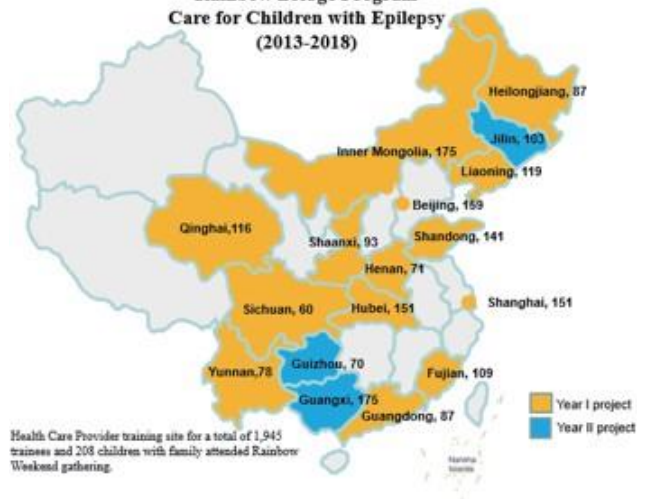 Care for Children with Epilepsy
(2013-2018)
Heilongjiang, 87
Jilin, 103
Inner Mongolia, 175
Liaoning, 119
Beijing, 159
Qinghai,116
Shaanxi, 93
Shandong, 141
Henan, 71
Sichuan, 60
Hubei, 151
Shanghai, 151
Guizhou, 70
Yunnan,78
Fujian, 109
Guangxi, 175
Guangdong, 87
Year I project
Year II project
Health Care Provider training site for a total of 1,945
trainees and 208 children with family attended Rainbow
Weekend gathering.